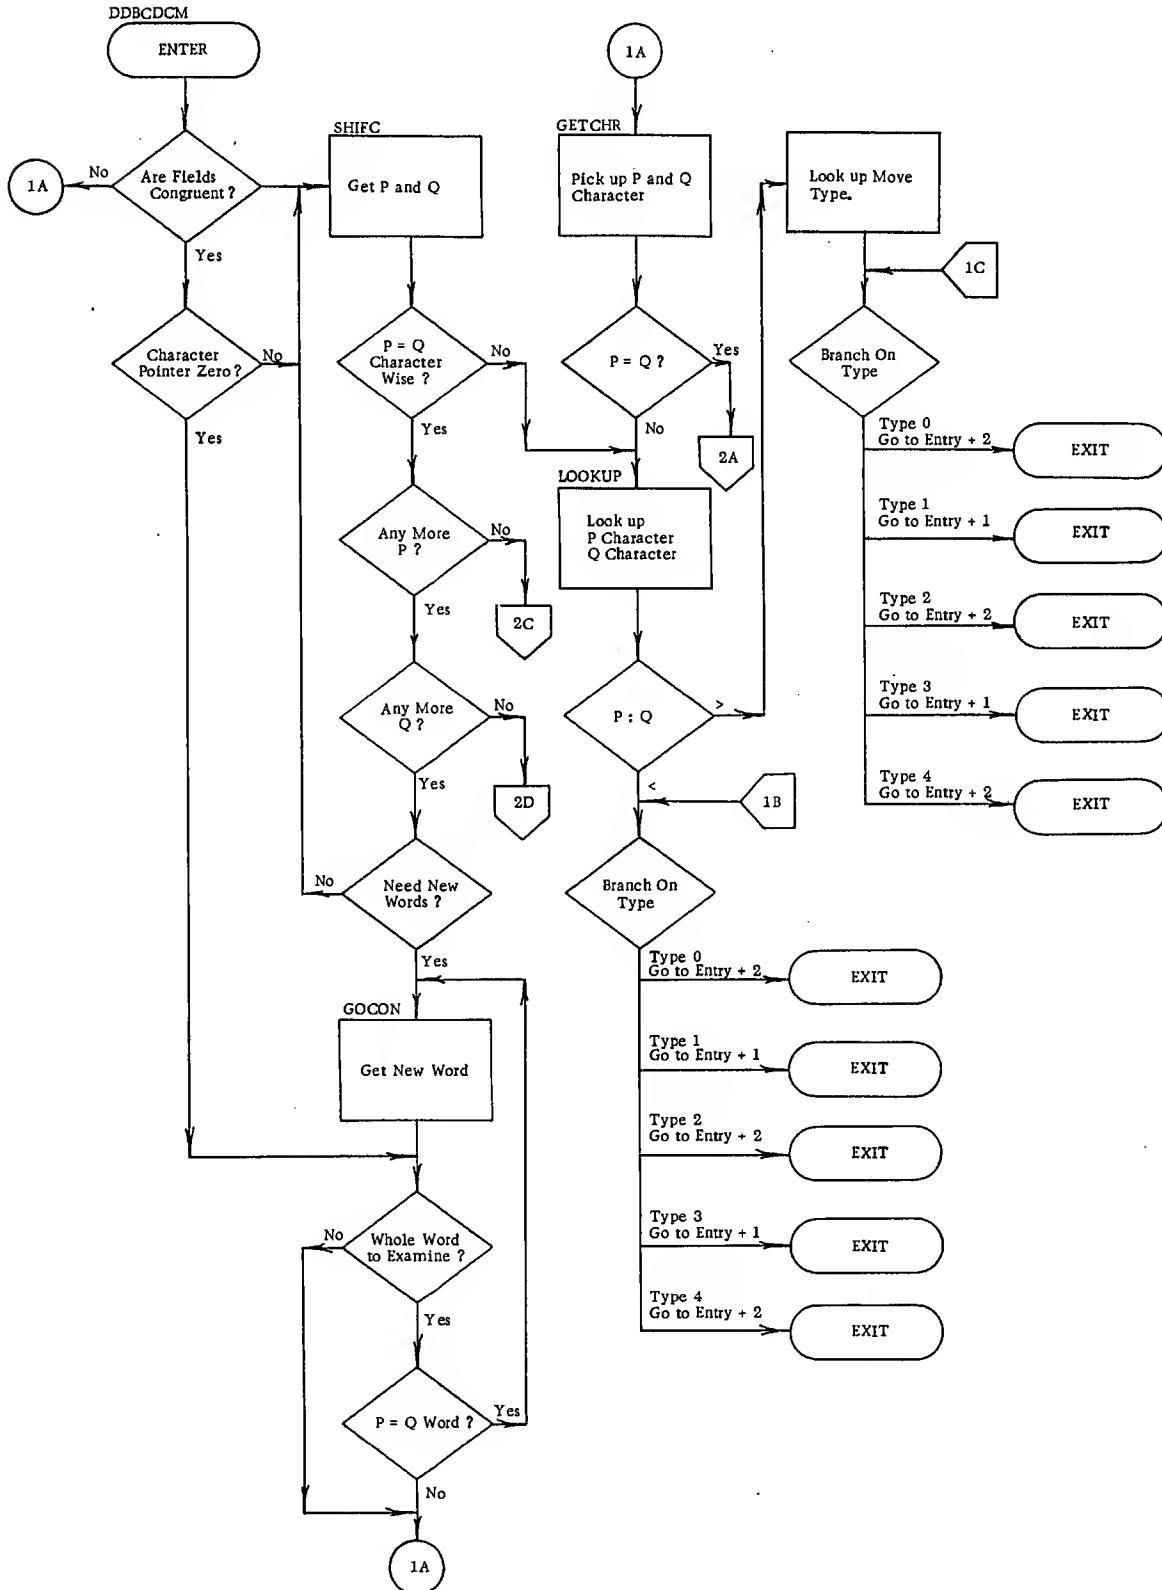 DDBCDCM
ENTER
1A
No
Are Fields
Congruent ?
Yes
Character
Pointer Zero ?
No
Yes
SHIFC
Get P and Q
P = Q
Character
Wise ?
No
Yes
Any More
P ?
No
2C
Yes
Any More
Q ?
No
2D
Yes
Need New
Words ?
No
Yes
GOCON
Get New Word
Whole Word
to Examine ?
No
Yes
P = Q Word ?
Yes
No
1A
1A
GETCHR
Pick up P and Q
Character
P = Q ?
Yes
2A
No
LOOKUP
Look up
P Character
Q Character
P : Q
>
<
1B
Branch On
Type
Type 0
Go to Entry + 2
EXIT
Type 1
Go to Entry + 1
EXIT
Type 2
Go to Entry + 2
EXIT
Type 3
Go to Entry + 1
EXIT
Type 4
Go to Entry + 2
EXIT
Look up Move
Type.
1C
Branch On
Type
Type 0
Go to Entry + 2
EXIT
Type 1
Go to Entry + 1
EXIT
Type 2
Go to Entry + 2
EXIT
Type 3
Go to Entry + 1
EXIT
Type 4
Go to Entry + 2
EXIT